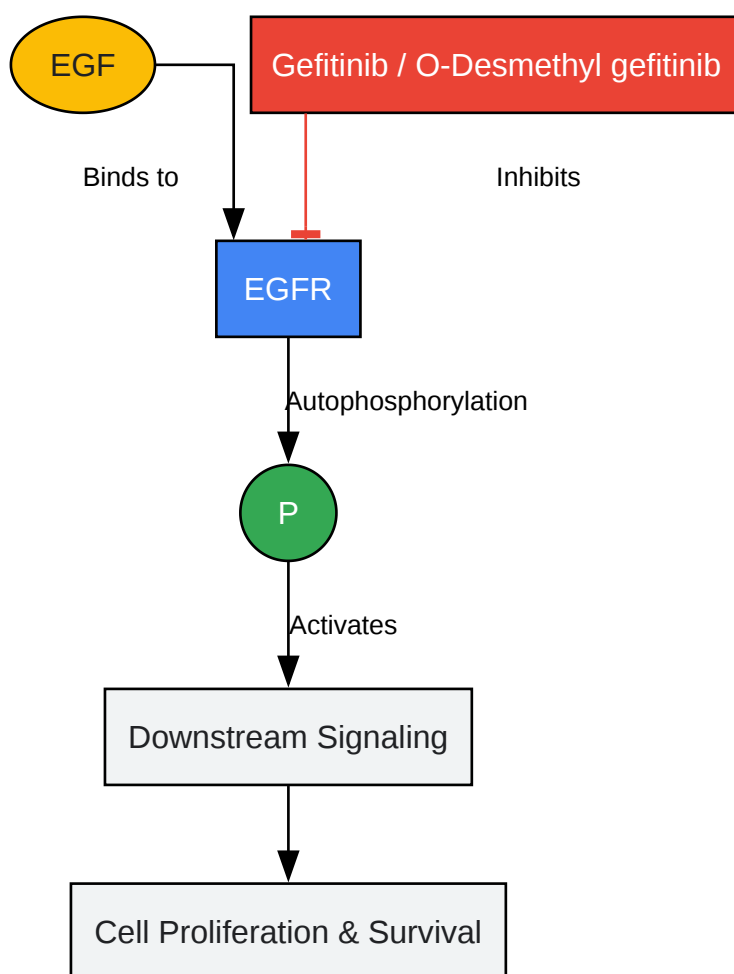 EGF
Gefitinib / O-Desmethyl gefitinib
Binds to
Inhibits
EGFR
Autophosphorylation
P
Activates
Downstream Signaling
Cell Proliferation & Survival